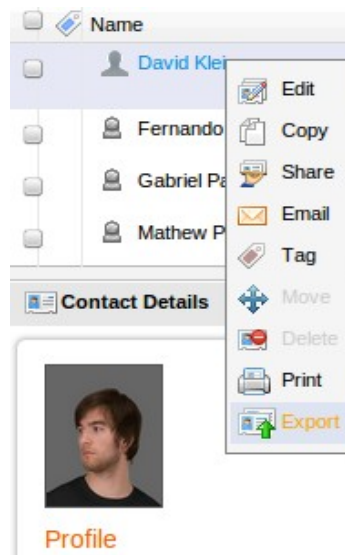 Name
David Klei
Edit
Copy
Fernando
Share
Gabriel Pa
Email
Mathew P
Tag
Move
Contact Details
Delete
Print
Export
Profile